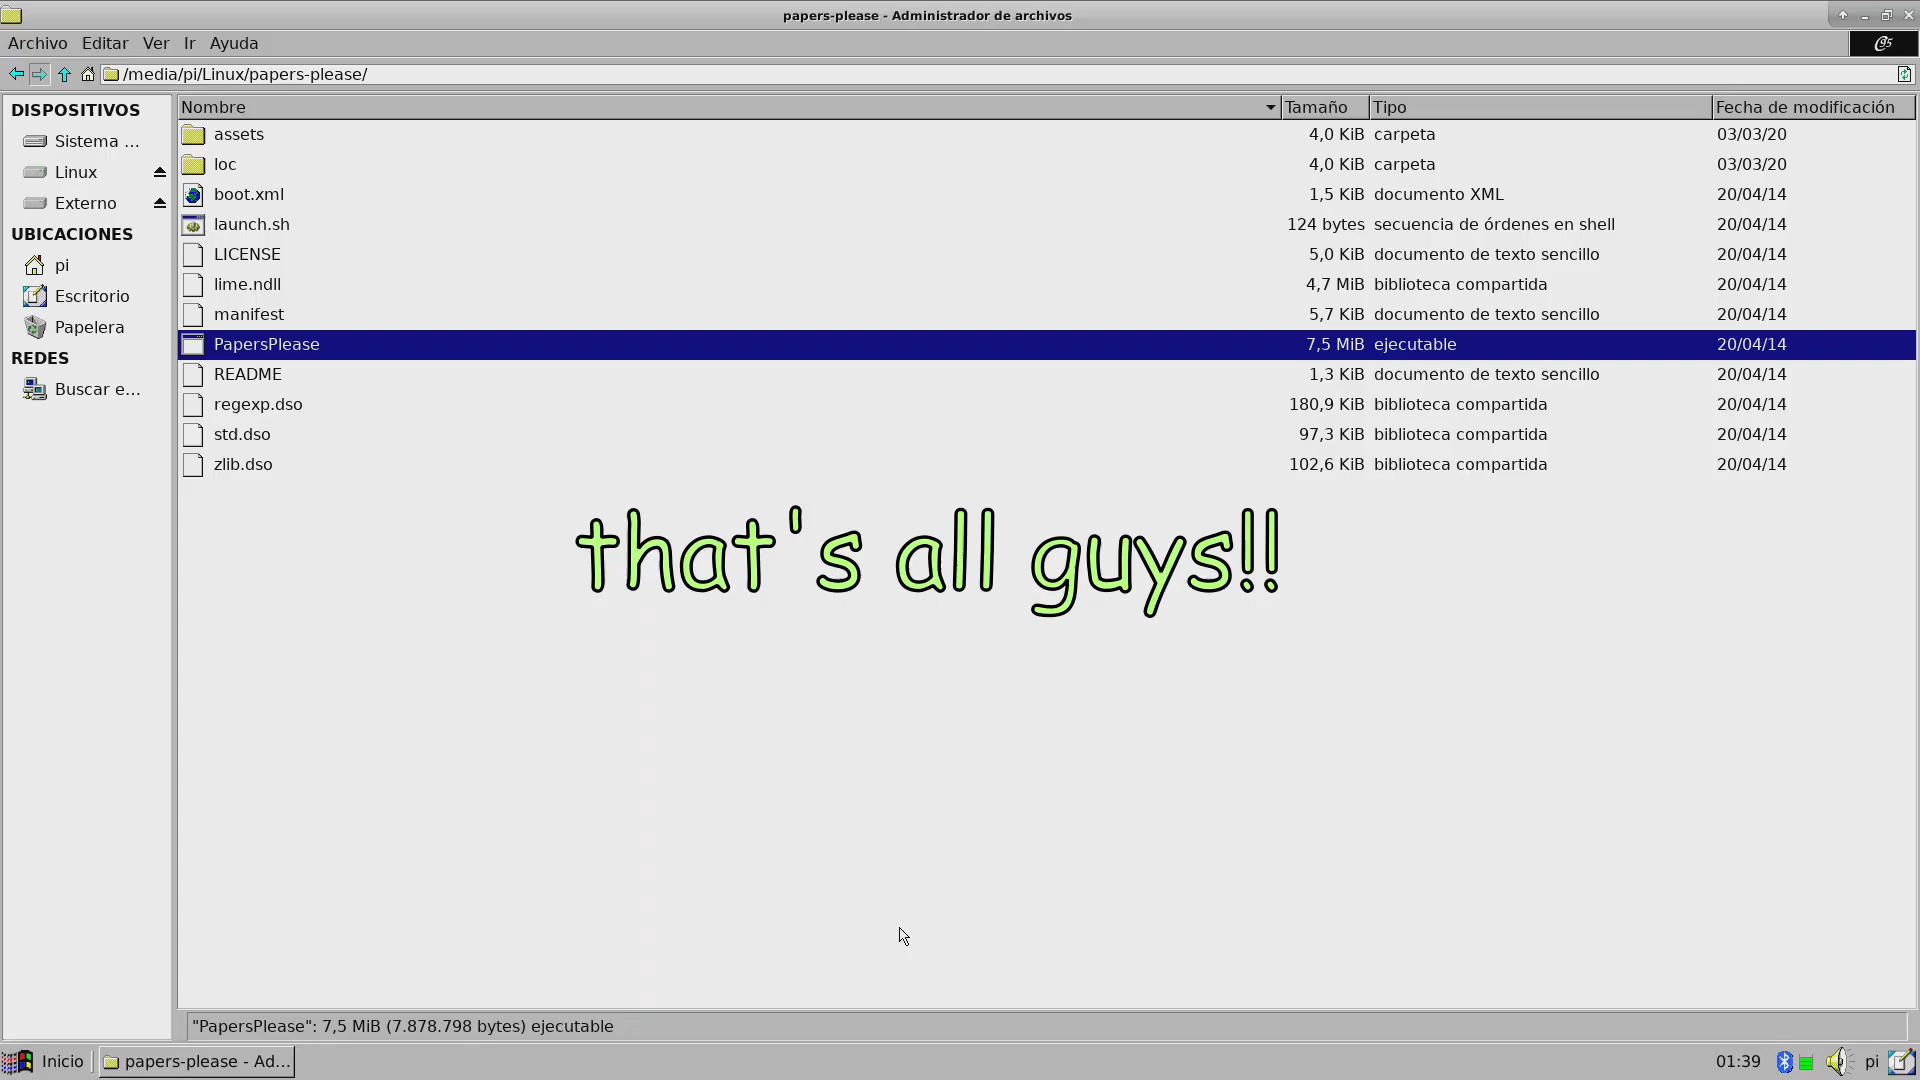 papers-please - Administrador de archivos
Archivo Editar Ver Ir Ayuda
/media/pi/Linux/papers-please/
DISPOSITIVOS
Sistema ...
Linux
Externo
UBICACIONES
pi
Escritorio
Papelera
REDES
Buscar e...
Nombre Tamaño Tipo Fecha de modificación
assets 4,0 KiB carpeta 03/03/20
loc 4,0 KiB carpeta 03/03/20
boot.xml 1,5 KiB documento XML 20/04/14
launch.sh 124 bytes secuencia de órdenes en shell 20/04/14
LICENSE 5,0 KiB documento de texto sencillo 20/04/14
lime.ndll 4,7 MiB biblioteca compartida 20/04/14
manifest 5,7 KiB documento de texto sencillo 20/04/14
PapersPlease 7,5 MiB ejecutable 20/04/14
README 1,3 KiB documento de texto sencillo 20/04/14
regexp.dso 180,9 KiB biblioteca compartida 20/04/14
std.dso 97,3 KiB biblioteca compartida 20/04/14
zlib.dso 102,6 KiB biblioteca compartida 20/04/14
that's all guys!!
"PapersPlease": 7,5 MiB (7.878.798 bytes) ejecutable
Inicio papers-please - Ad... 01:39 pi